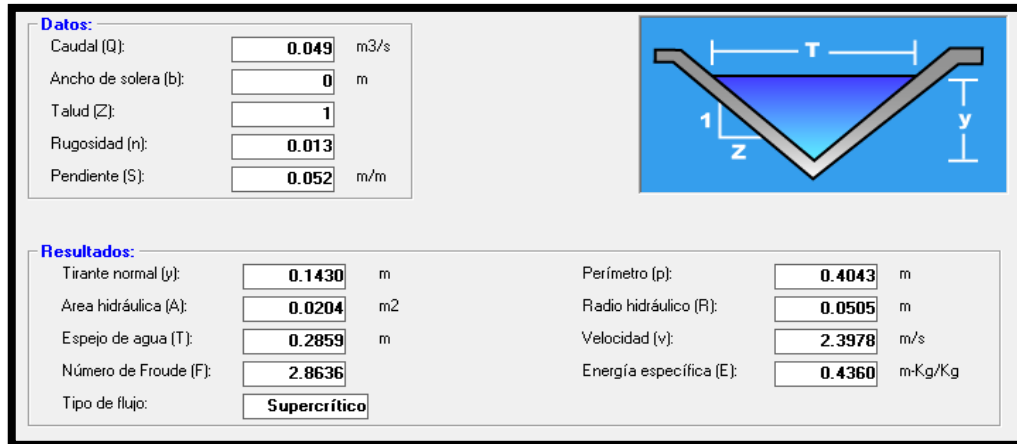 Datos:
Caudal (Q): 0.049 m3/s
Ancho de solera (b): 0 m
Talud (Z): 1
Rugosidad (n): 0.013
Pendiente (S): 0.052 m/m
T
1
Z
y
Resultados:
Tirante normal (y): 0.1430 m Perímetro (p): 0.4043 m
Area hidráulica (A): 0.0204 m2 Radio hidráulico (R): 0.0505 m
Espejo de agua (T): 0.2859 m Velocidad (v): 2.3978 m/s
Número de Froude (F): 2.8636 Energía específica (E): 0.4360 m-Kg/Kg
Tipo de flujo: Supercrítico